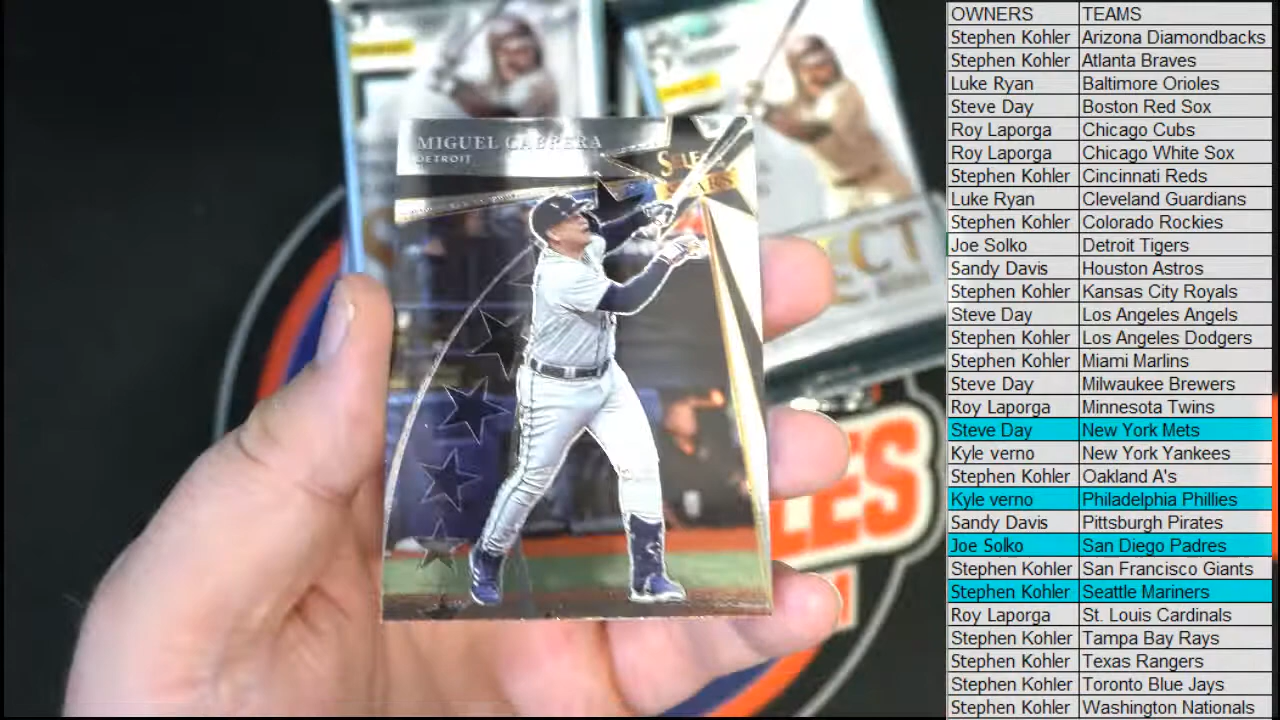 MIGUEL CABRERA
DETROIT
STARS
ECT
LES
OWNERS TEAMS
Stephen Kohler Arizona Diamondbacks
Stephen Kohler Atlanta Braves
Luke Ryan Baltimore Orioles
Steve Day Boston Red Sox
Roy Laporga Chicago Cubs
Roy Laporga Chicago White Sox
Stephen Kohler Cincinnati Reds
Luke Ryan Cleveland Guardians
Stephen Kohler Colorado Rockies
Joe Solko Detroit Tigers
Sandy Davis Houston Astros
Stephen Kohler Kansas City Royals
Steve Day Los Angeles Angels
Stephen Kohler Los Angeles Dodgers
Stephen Kohler Miami Marlins
Steve Day Milwaukee Brewers
Roy Laporga Minnesota Twins
Steve Day New York Mets
Kyle verno New York Yankees
Stephen Kohler Oakland A's
Kyle verno Philadelphia Phillies
Sandy Davis Pittsburgh Pirates
Joe Solko San Diego Padres
Stephen Kohler San Francisco Giants
Stephen Kohler Seattle Mariners
Roy Laporga St. Louis Cardinals
Stephen Kohler Tampa Bay Rays
Stephen Kohler Texas Rangers
Stephen Kohler Toronto Blue Jays
Stephen Kohler Washington Nationals